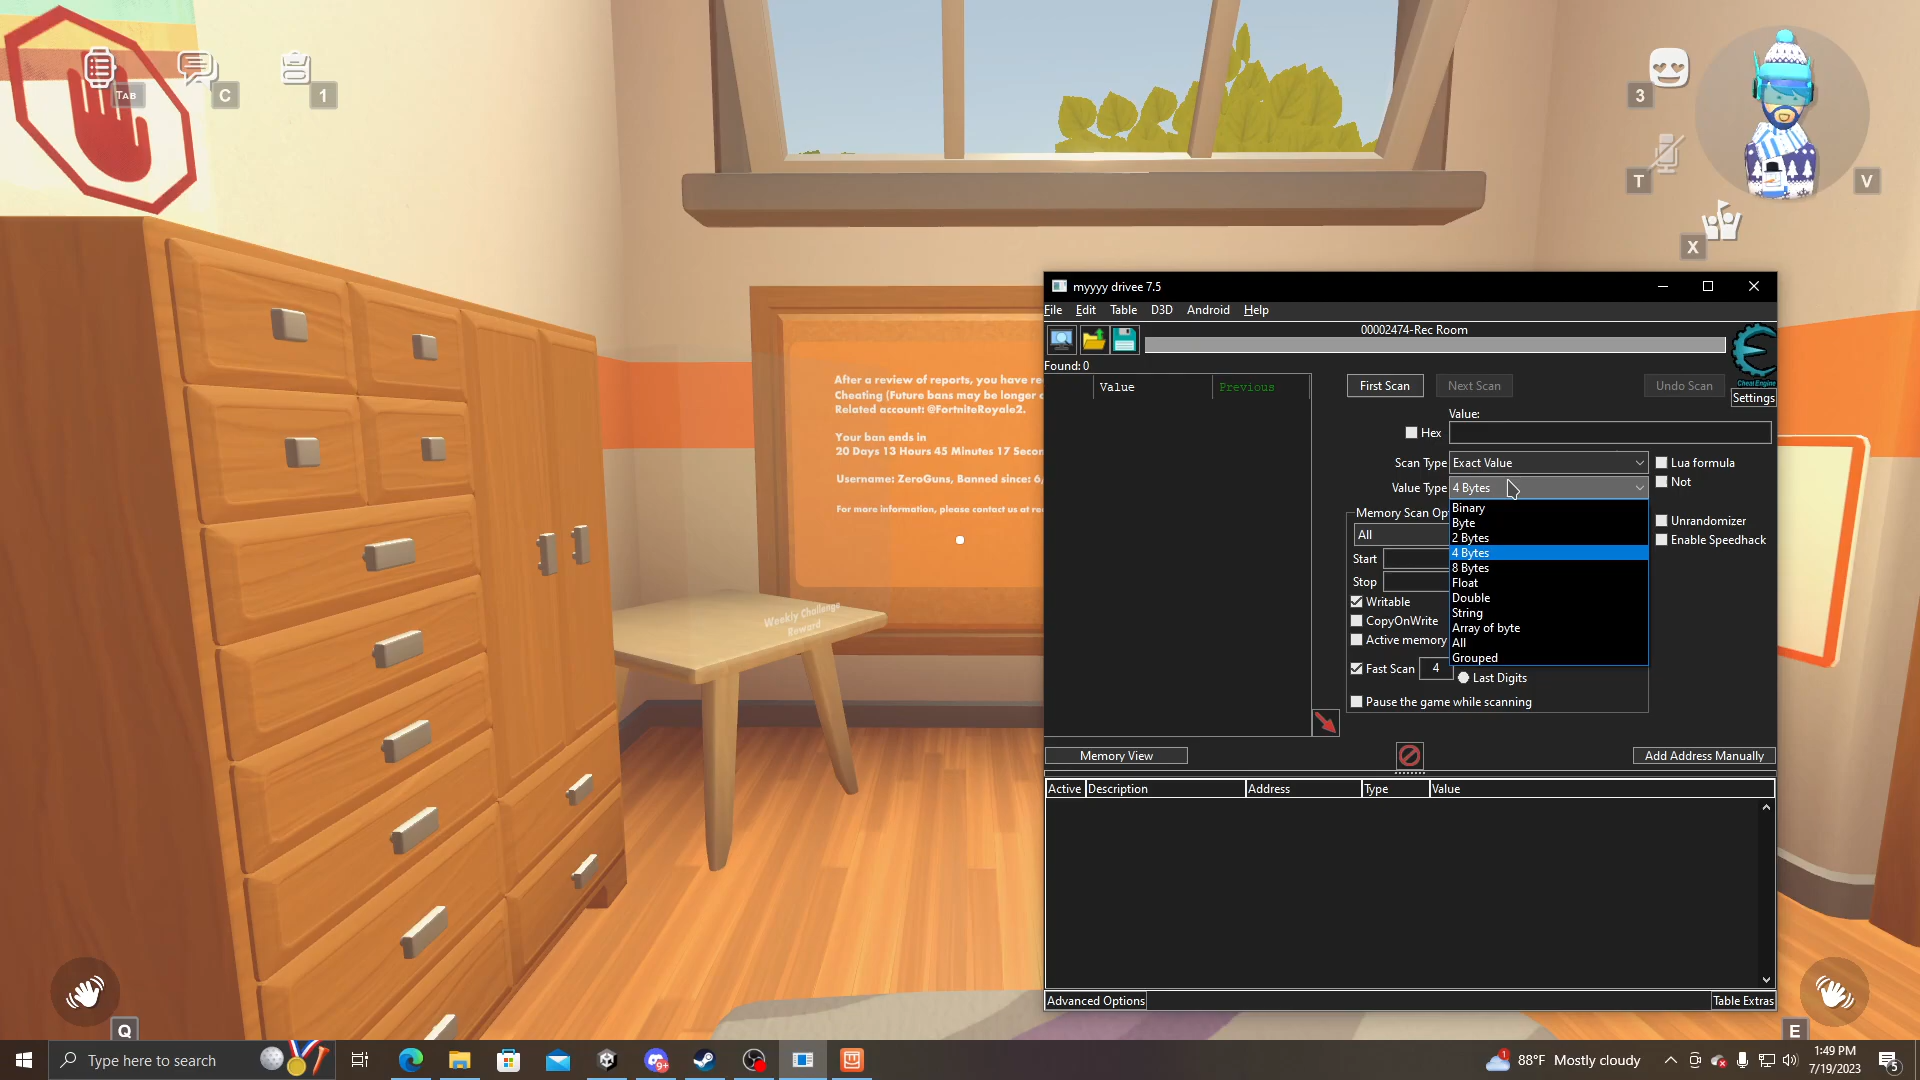 TAB
C
1
3
T
V
X
myyyy drivee 7.5
File Edit Table D3D Android Help
00002474-Rec Room
Found: 0
Value Previous
First Scan Next Scan Undo Scan
Cheat Engine
Settings
Value:
Hex
Scan Type Exact Value Lua formula
Value Type 4 Bytes Not
Binary
Byte
2 Bytes
4 Bytes
8 Bytes
Float
Double
String
Array of byte
All
Grouped
Memory Scan
All
Start
Stop
Writable
CopyOnWrite
Active memory
Unrandomizer
Enable Speedhack
Fast Scan 4
Last Digits
Pause the game while scanning
Memory View Add Address Manually
Active Description Address Type Value
Advanced Options Table Extras
After a review of reports, you have
Cheating (Future bans may be longer
Related account: @FortniteRoyale2.
Your ban ends in
20 Days 13 Hours 45 Minutes 17
Username: ZeroGuns, Banned since:
For more information, please contact us at
Weekly Challenge
Reward
Q
E
Type here to search
9+
1
88°F Mostly cloudy
1:49 PM
7/19/2023
5